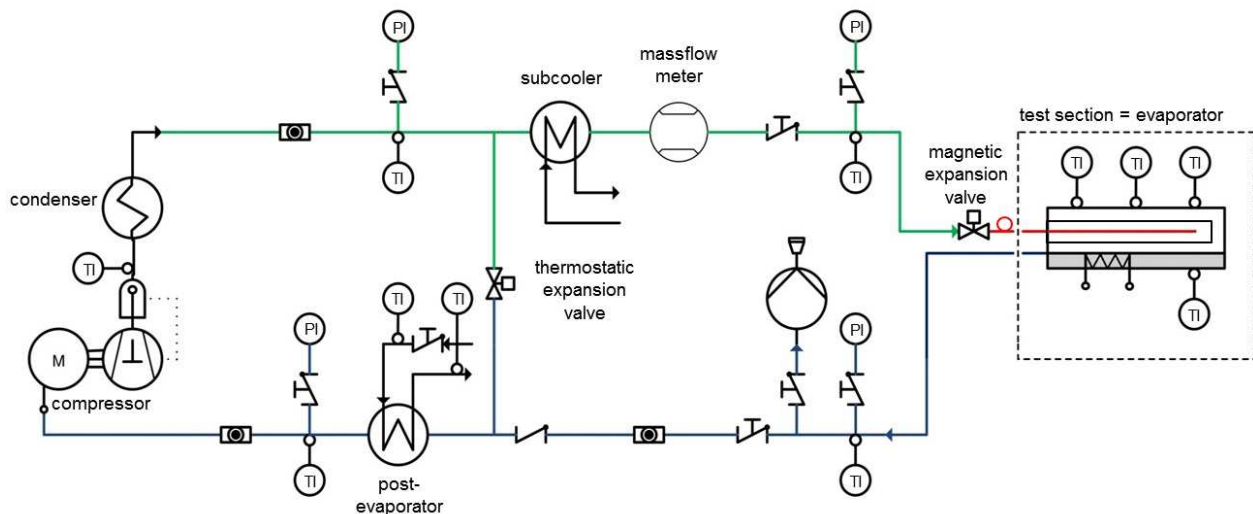 PI
PI
massflow
meter
subcooler
test section = evaporator
TI
TI
TI
magnetic
expansion
valve
TI
TI
condenser
TI
thermostatic
expansion
valve
TI
TI
TI
PI
PI
M
compressor
TI
TI
post-
evaporator